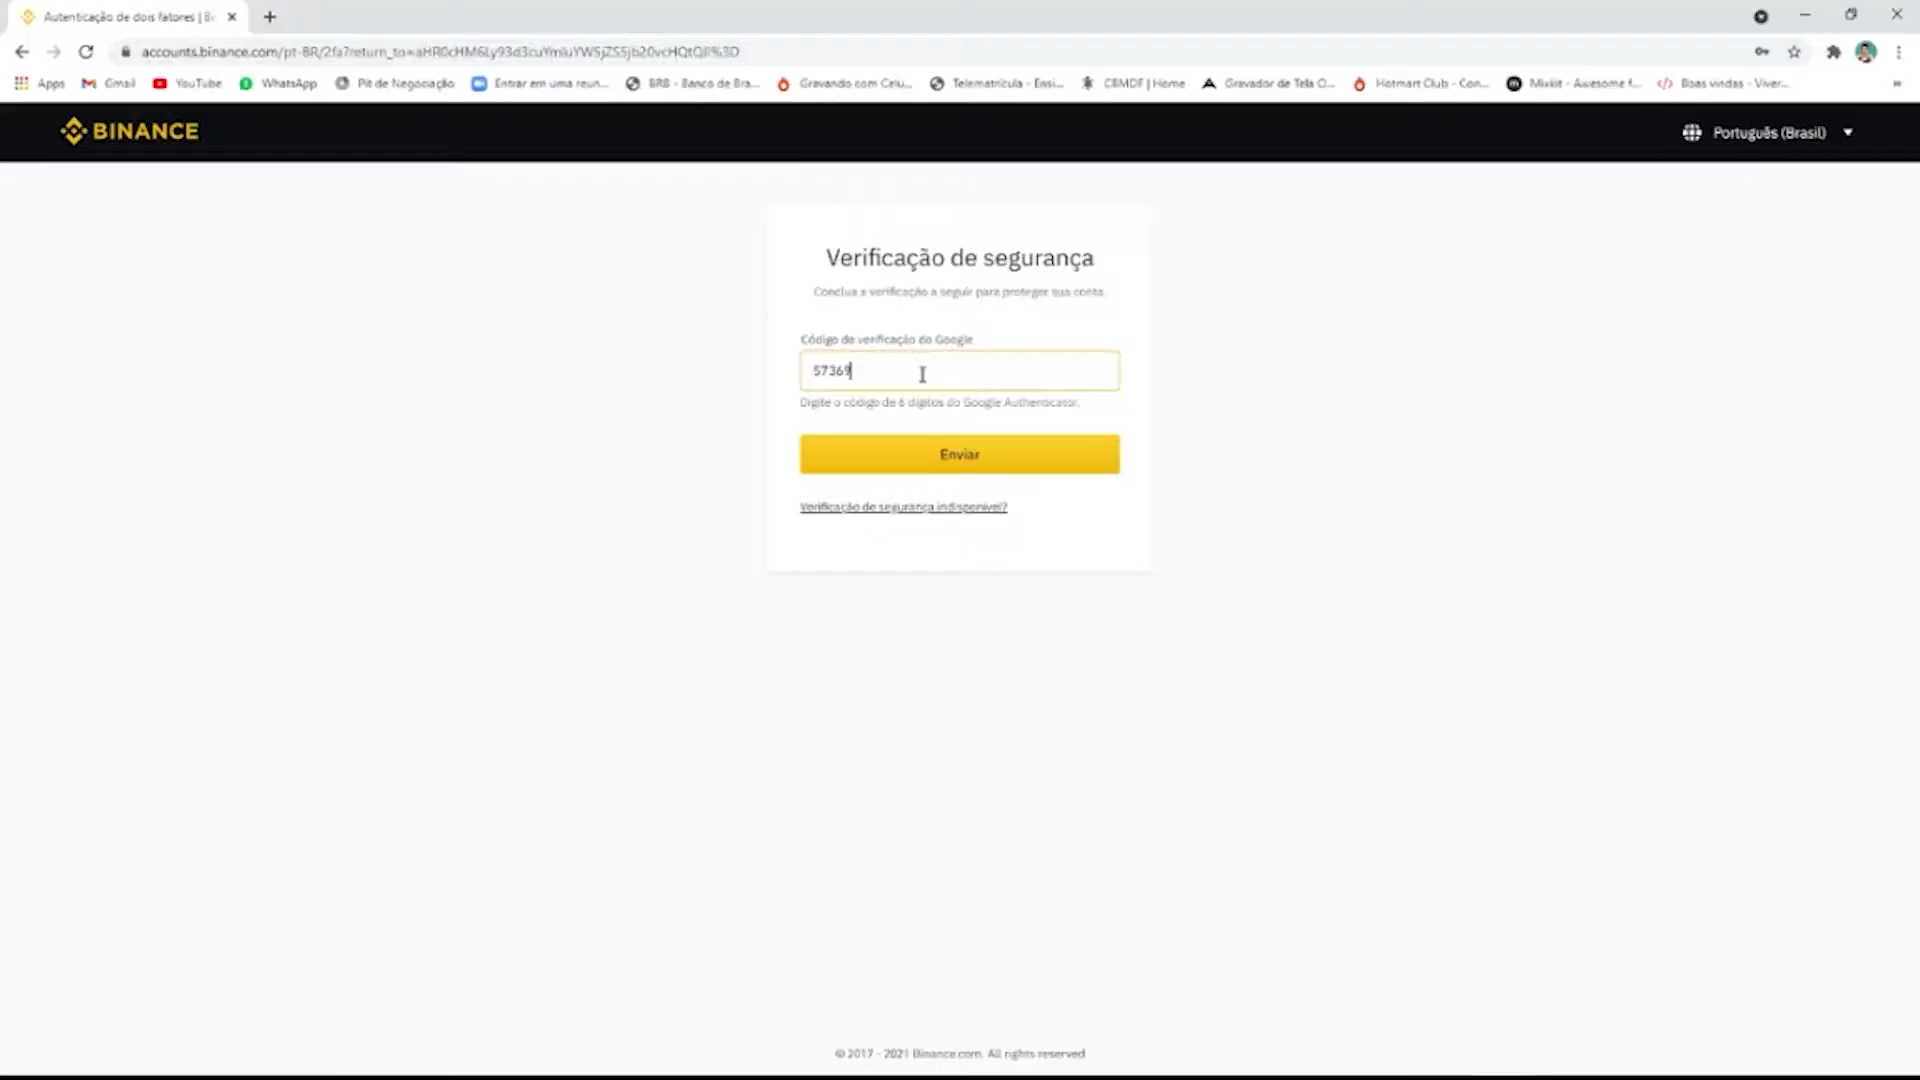 Autenticação de dois fatores | Bi
accounts.binance.com/pt-BR/2fa?return_to=aHR0cHM6Ly93d3cuYmluYW5jZS5jb20vcHQtQlI%3D
Apps Gmail YouTube WhatsApp Pit de Negociação Entrar em uma reun... BRB - Banco de Bra... Gravando com Celu... Telematrícula - Ensi... CBMDF | Home Gravador de Tela O... Hotmart Club - Con... Mixkit - Awesome f... Boas vindas - Viver...
BINANCE
Português (Brasil)
Verificação de segurança
Conclua a verificação a seguir para proteger sua conta.
Código de verificação do Google
57369
Digite o código de 6 dígitos do Google Authenticator.
Enviar
Verificação de segurança indisponível?
© 2017 - 2021 Binance.com. All rights reserved